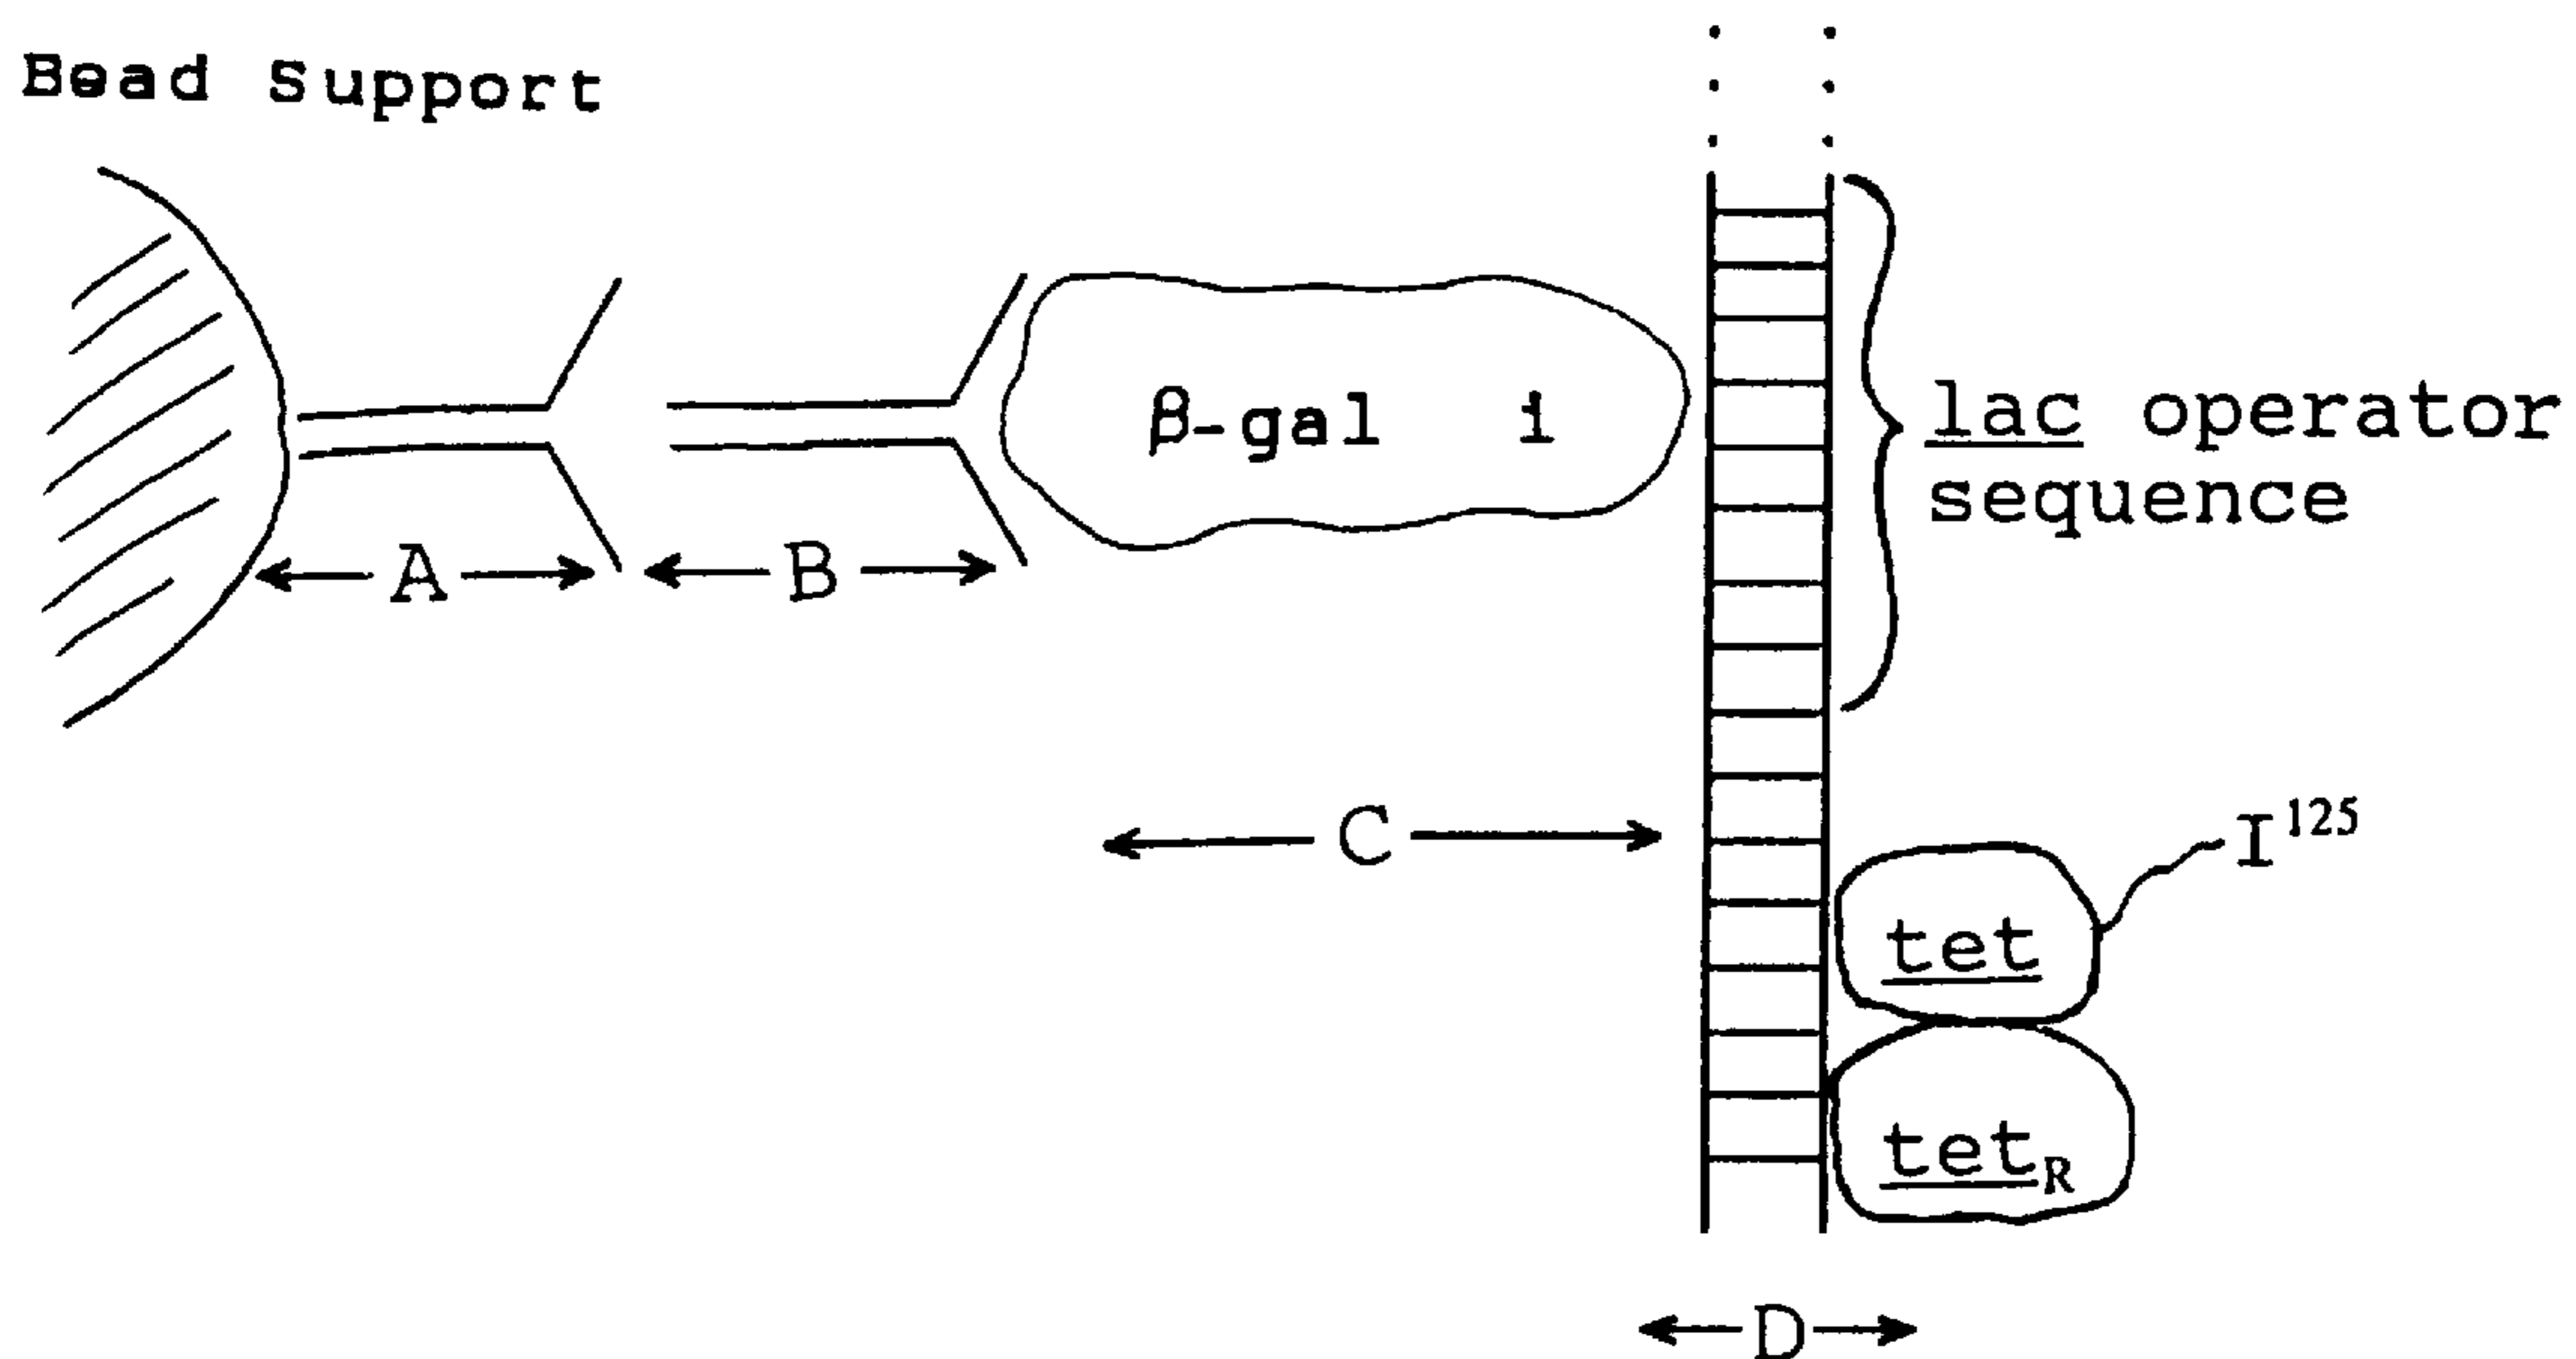 Bead Support
β-gal i
lac operator
sequence
A
B
C
I¹²⁵
tet
tetR
D